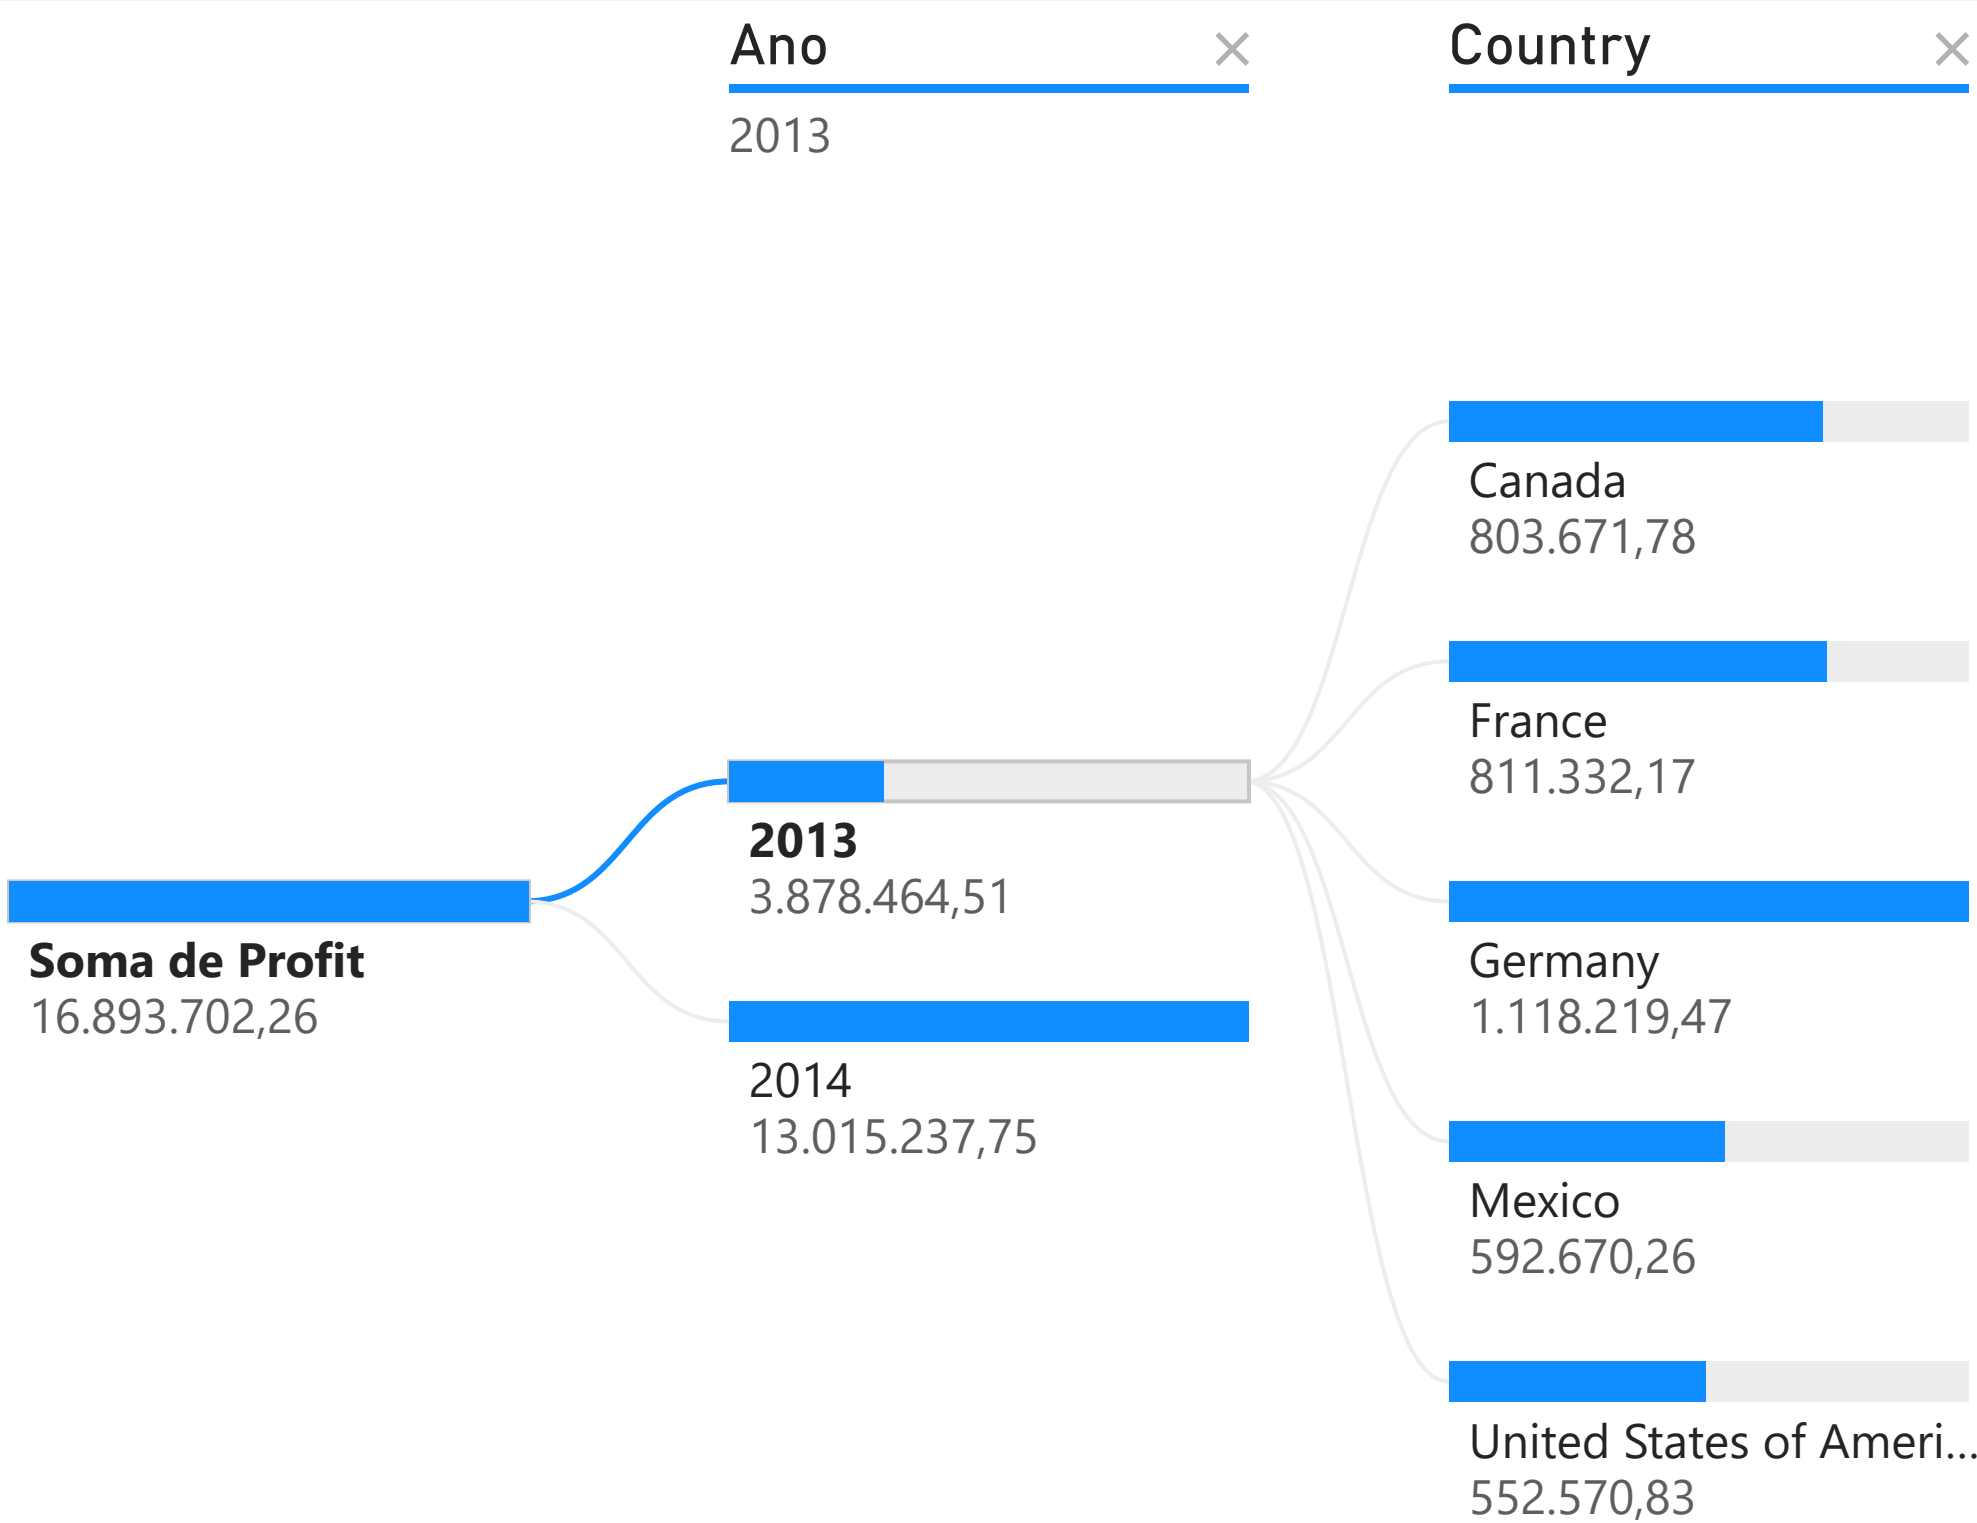 Ano
Country
2013
Canada
803.671,78
France
811.332,17
2013
3.878.464,51
Germany
1.118.219,47
Soma de Profit
16.893.702,26
2014
13.015.237,75
Mexico
592.670,26
United States of Ameri...
552.570,83